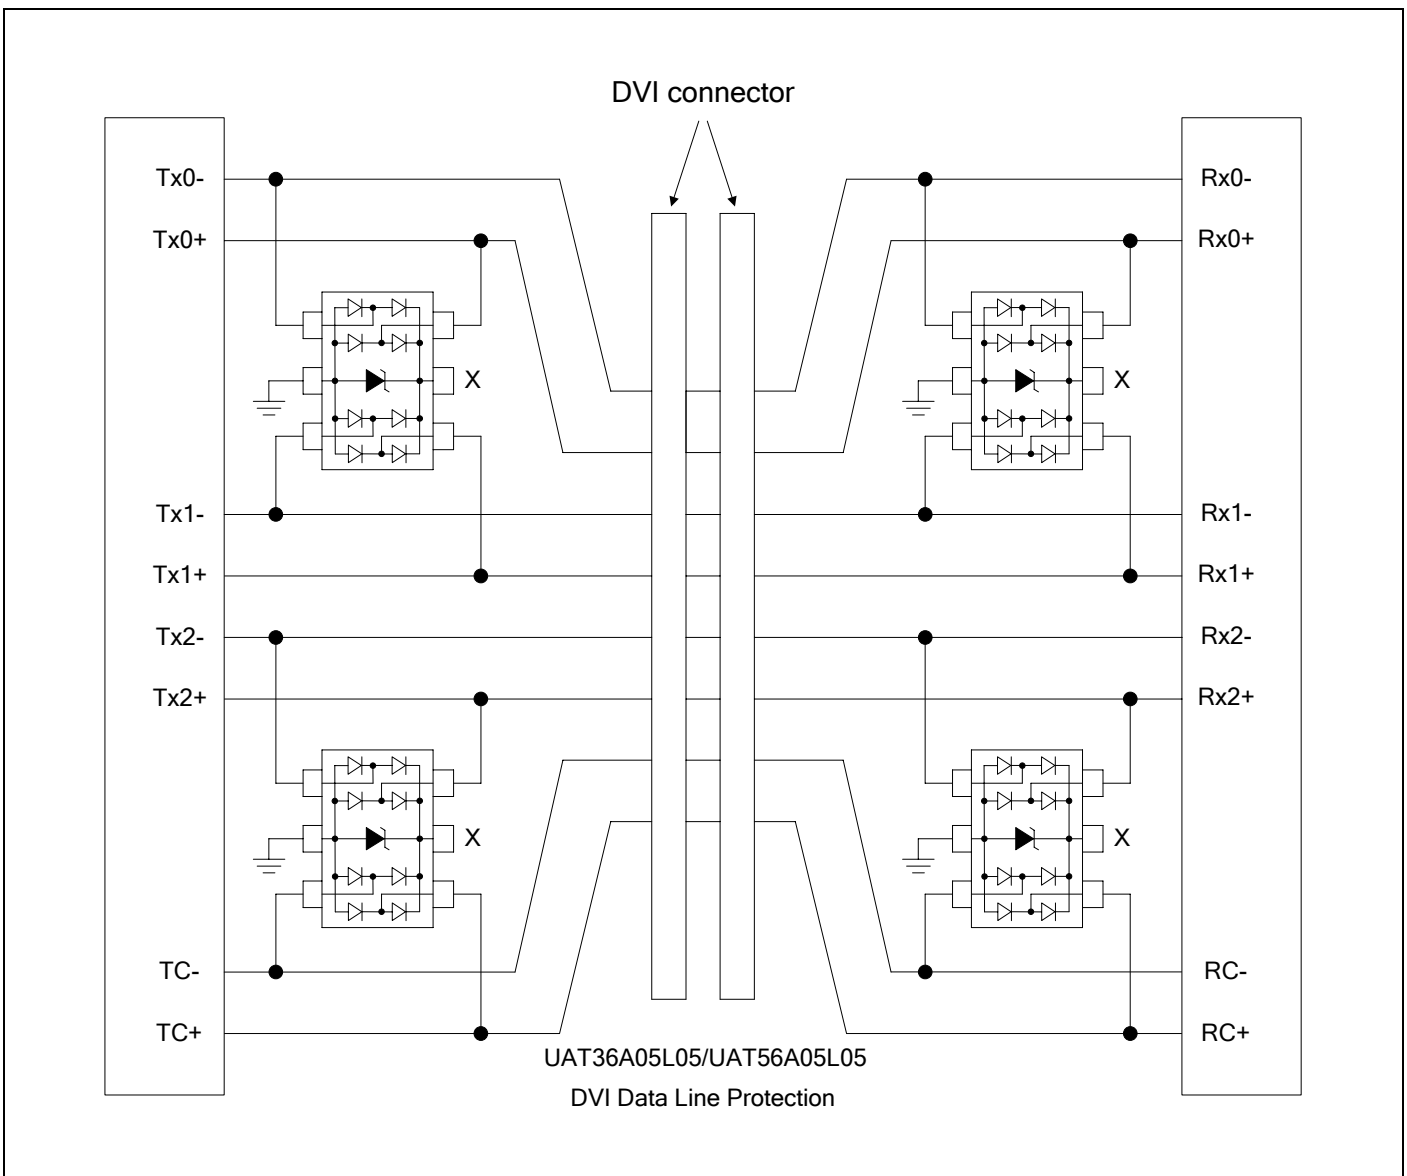 DVI connector
Tx0-
Rx0-
Tx0+
Rx0+
X
X
Tx1-
Rx1-
Tx1+
Rx1+
Tx2-
Rx2-
Tx2+
Rx2+
X
X
TC-
RC-
TC+
RC+
UAT36A05L05/UAT56A05L05
DVI Data Line Protection